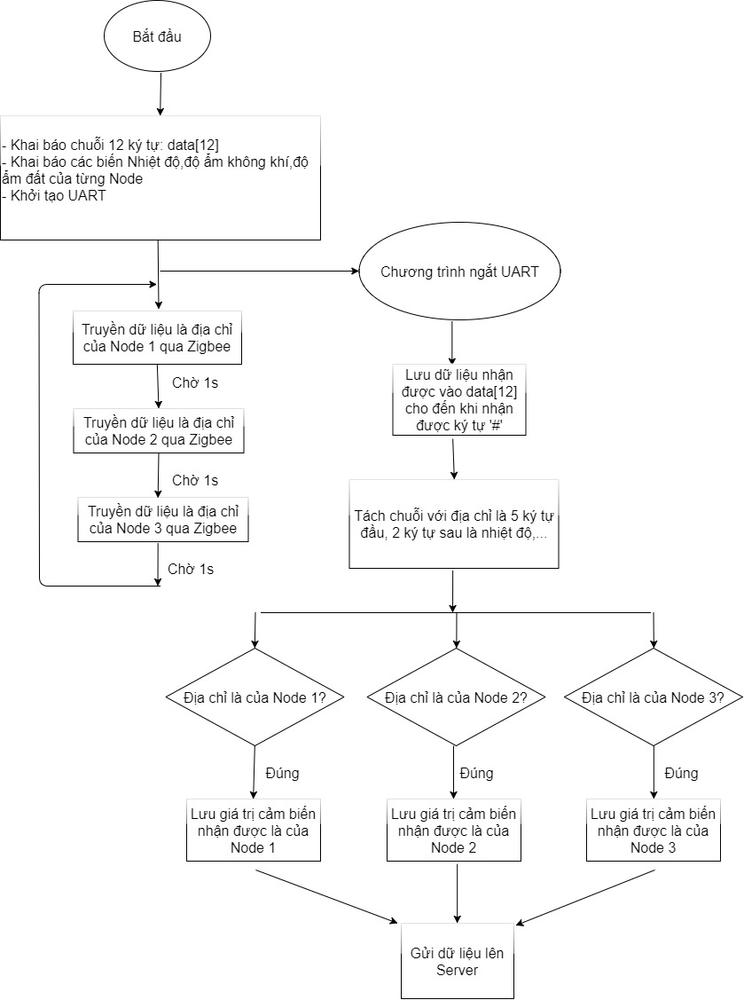 Bắt đầu
- Khai báo chuỗi 12 ký tự: data[12]
- Khai báo các biến Nhiệt độ,độ ẩm không khí,độ
ẩm đất của từng Node
- Khởi tạo UART
Chương trình ngắt UART
Truyền dữ liệu là địa chỉ
của Node 1 qua Zigbee
Chờ 1s
Truyền dữ liệu là địa chỉ
của Node 2 qua Zigbee
Chờ 1s
Truyền dữ liệu là địa chỉ
của Node 3 qua Zigbee
Chờ 1s
Lưu dữ liệu nhận
được vào data[12]
cho đến khi nhận
được ký tự '#'
Tách chuỗi với địa chỉ là 5 ký tự
đầu, 2 ký tự sau là nhiệt độ,...
Địa chỉ là của Node 1?
Địa chỉ là của Node 2?
Địa chỉ là của Node 3?
Đúng
Đúng
Đúng
Lưu giá trị cảm biến
nhận được là của
Node 1
Lưu giá trị cảm biến
nhận được là của
Node 2
Lưu giá trị cảm biến
nhận được là của
Node 3
Gửi dữ liệu lên
Server